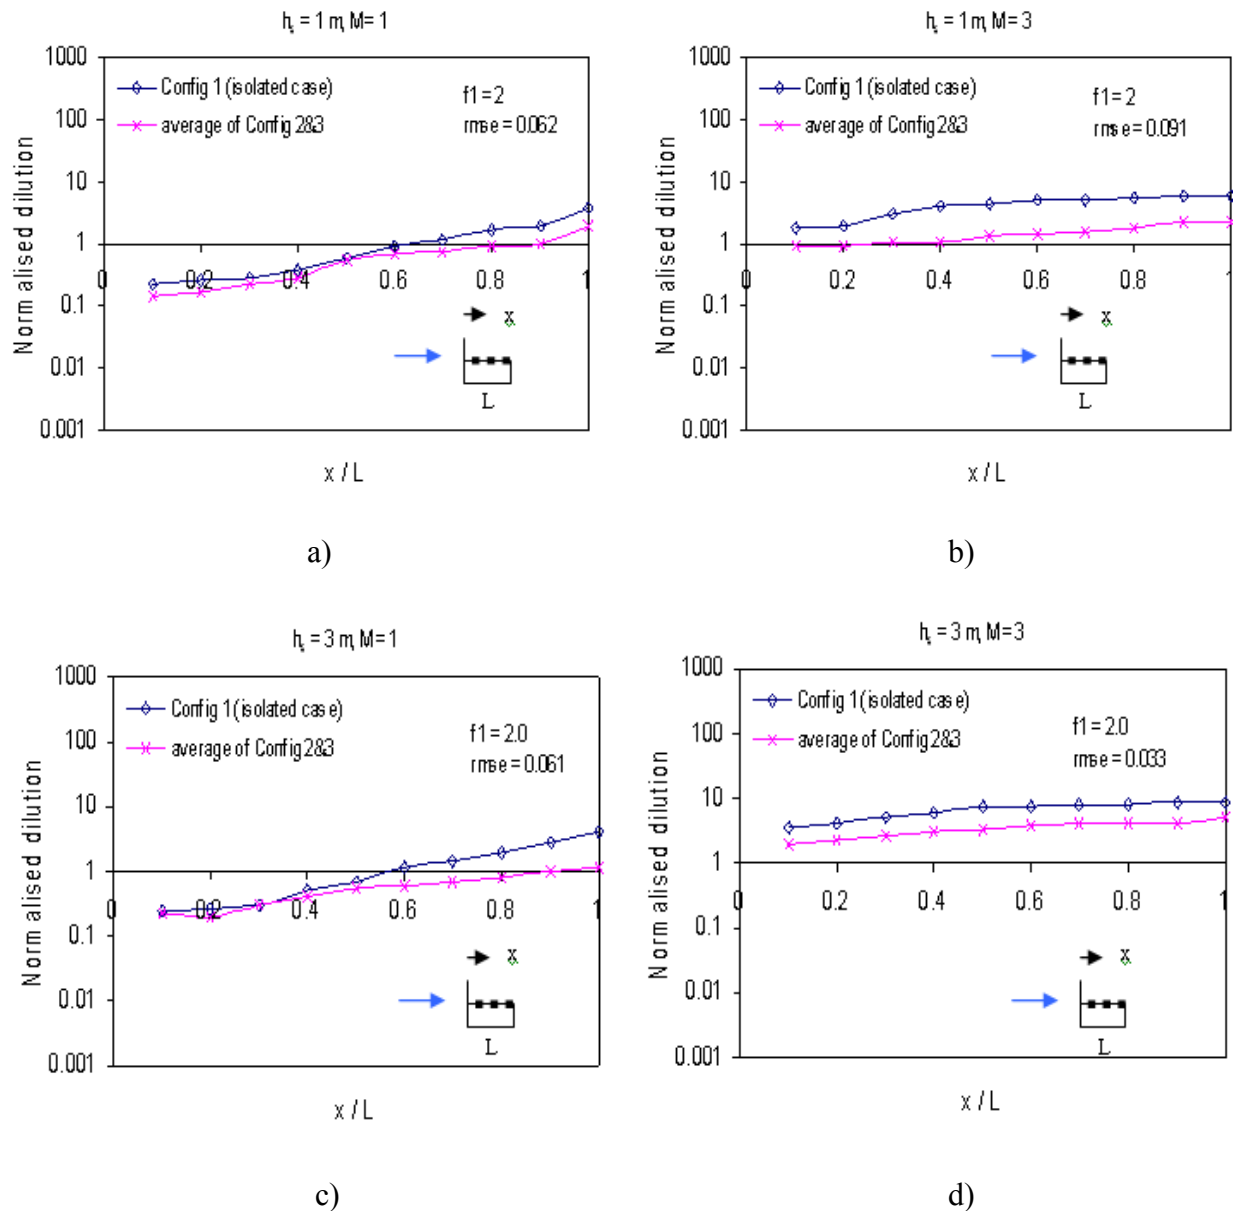 hs = 1 m, M= 1
1000
100
10
1
0.1
0.01
0.001
Normalised dilution
Config 1 (isolated case)
average of Config 2&3
f1 = 2
rmse = 0.062
0 0.2 0.4 0.6 0.8 1
x
L
x / L
a)
hs = 1 m, M= 3
1000
100
10
1
0.1
0.01
0.001
Normalised dilution
Config 1 (isolated case)
average of Config 2&3
f1 = 2
rmse = 0.091
0 0.2 0.4 0.6 0.8 1
x
L
x / L
b)
hs = 3 m, M= 1
1000
100
10
1
0.1
0.01
0.001
Normalised dilution
Config 1 (isolated case)
average of Config 2&3
f1 = 2.0
rmse = 0.061
0 0.2 0.4 0.6 0.8 1
x
L
x / L
c)
hs = 3 m, M= 3
1000
100
10
1
0.1
0.01
0.001
Normalised dilution
Config 1 (isolated case)
average of Config 2&3
f1 = 2.0
rmse = 0.033
0 0.2 0.4 0.6 0.8 1
x
L
x / L
d)